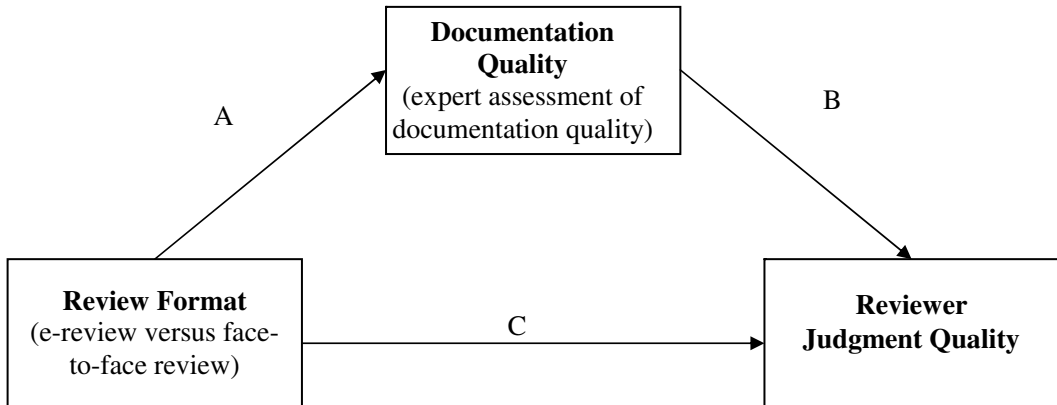 Documentation
Quality
(expert assessment of
documentation quality)
A
B
Review Format
(e-review versus face-
to-face review)
C
Reviewer
Judgment Quality